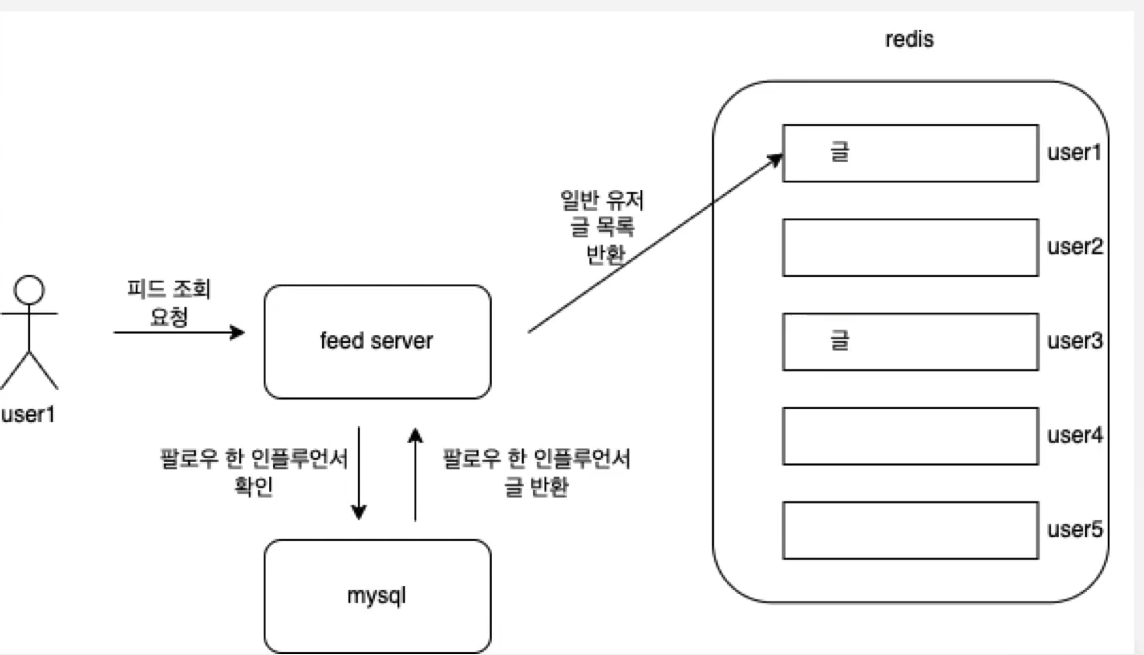 redis
글
user1
일반 유저
글 목록
반환
user2
피드 조회
요청
feed server
글
user3
user1
user4
팔로우 한 인플루언서
확인
팔로우 한 인플루언서
글 반환
user5
mysql